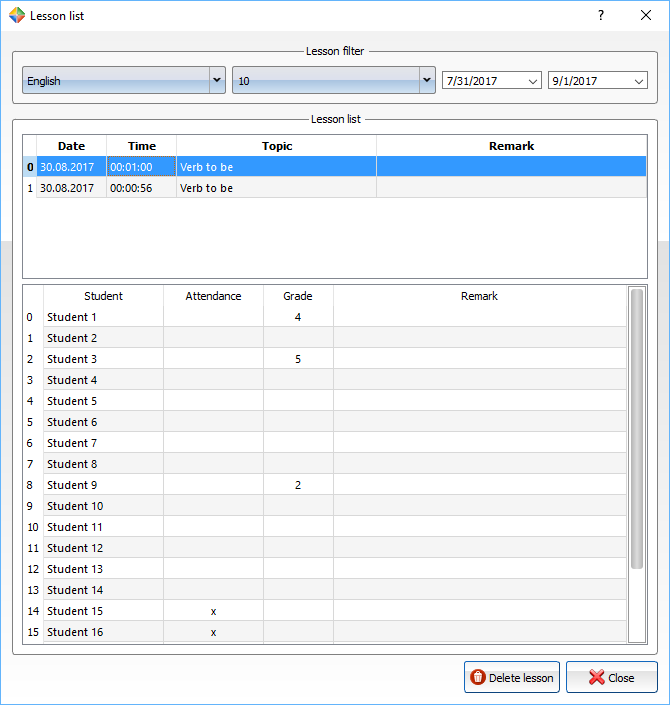 Lesson list ?
Lesson filter
English 10 7/31/2017 9/1/2017
Lesson list
Date Time Topic Remark
0 30.08.2017 00:01:00 Verb to be
1 30.08.2017 00:00:56 Verb to be
Student Attendance Grade Remark
0 Student 1 4
1 Student 2
2 Student 3 5
3 Student 4
4 Student 5
5 Student 6
6 Student 7
7 Student 8
8 Student 9 2
9 Student 10
10 Student 11
11 Student 12
12 Student 13
13 Student 14
14 Student 15 x
15 Student 16 x
Delete lesson Close